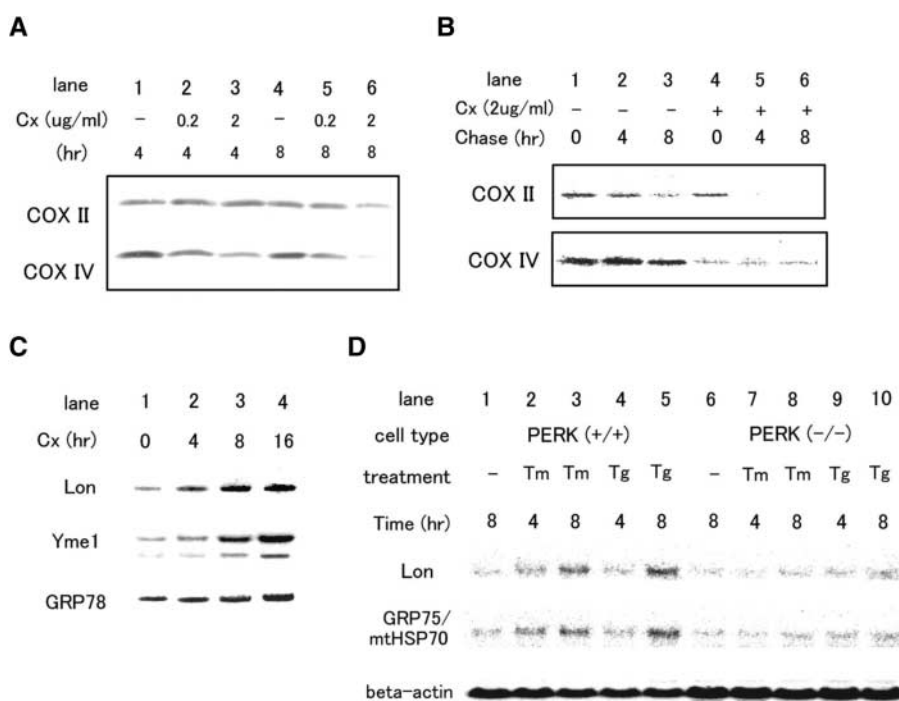 A
lane 1 2 3 4 5 6
Cx (ug/ml) – 0.2 2 – 0.2 2
(hr) 4 4 4 8 8 8
COX II
COX IV
B
lane 1 2 3 4 5 6
Cx (2ug/ml) – – – + + +
Chase (hr) 0 4 8 0 4 8
COX II
COX IV
C
lane 1 2 3 4
Cx (hr) 0 4 8 16
Lon
Yme1
GRP78
D
lane 1 2 3 4 5 6 7 8 9 10
cell type PERK (+/+) PERK (−/−)
treatment – Tm Tm Tg Tg – Tm Tm Tg Tg
Time (hr) 8 4 8 4 8 8 4 8 4 8
Lon
GRP75/
mtHSP70
beta-actin